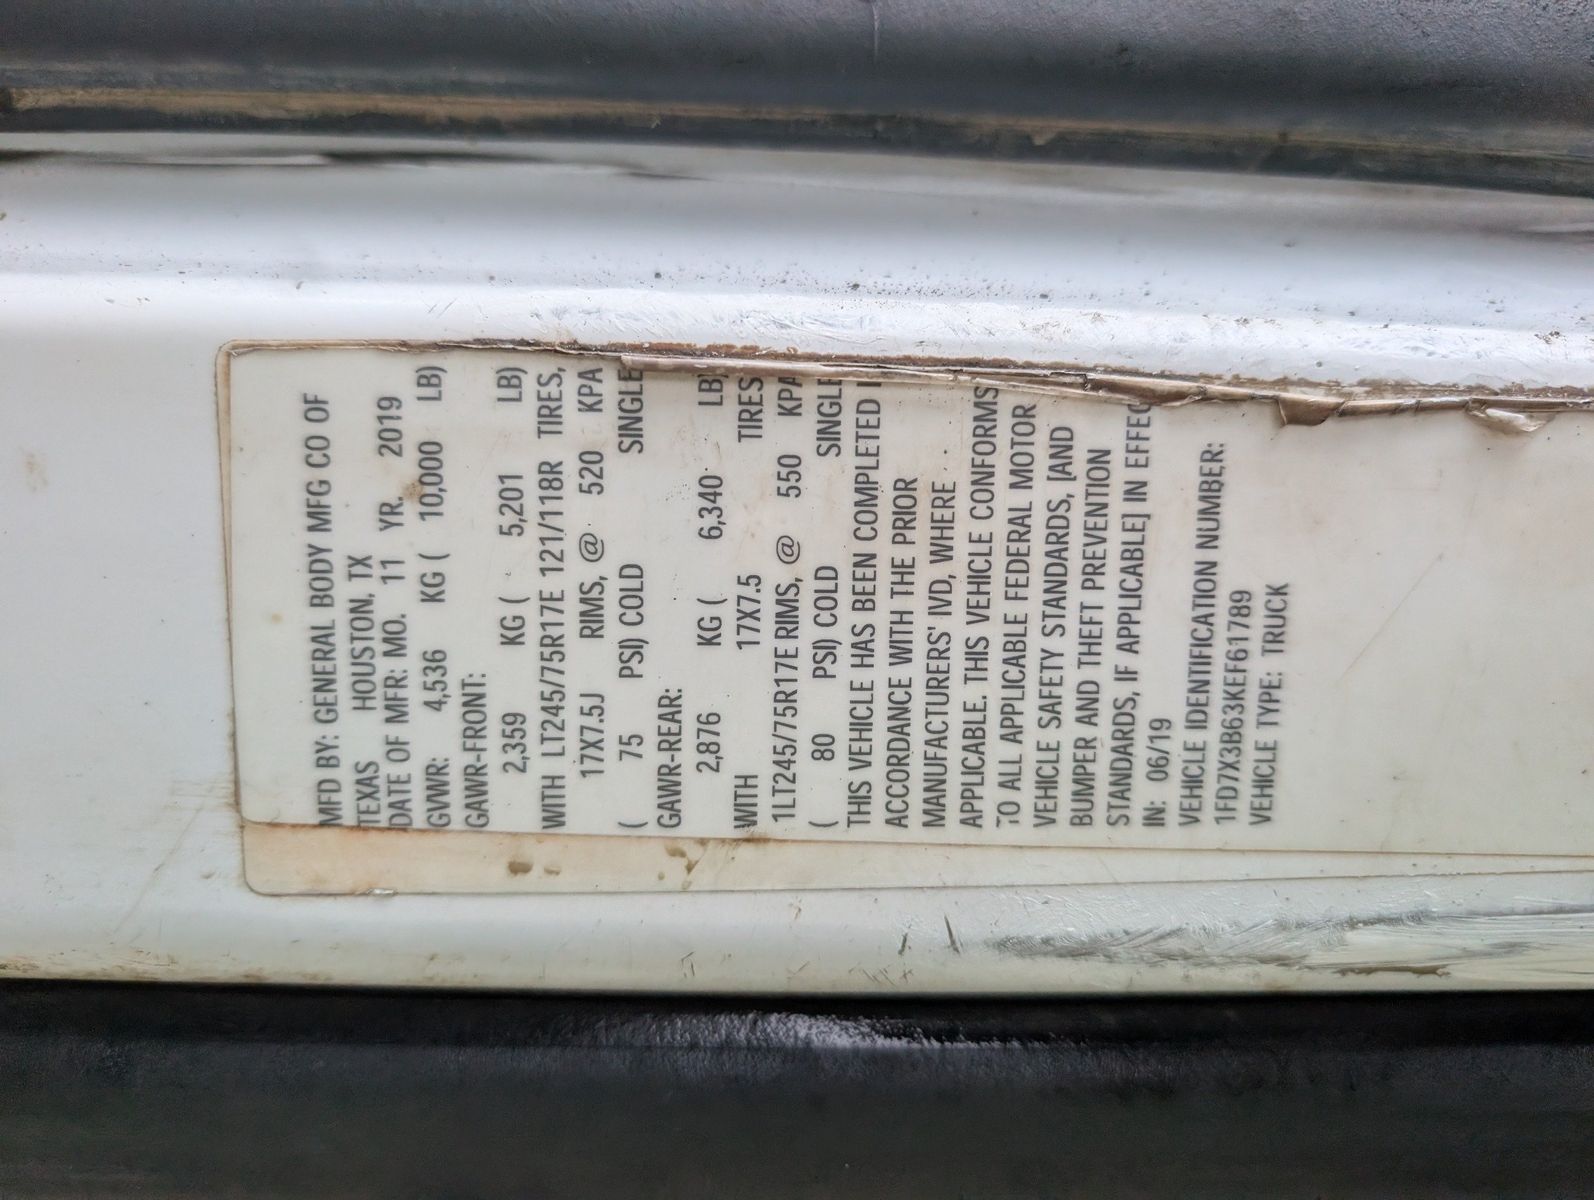 MFD BY: GENERAL BODY MFG CO OF
TEXAS HOUSTON, TX
DATE OF MFR: MO. 11 YR. 2019
GVWR: 4,536 KG ( 10,000 LB)
GAWR-FRONT:
2,359 KG ( 5,201 LB)
WITH LT245/75R17E 121/118R TIRES,
17X7.5J RIMS, @ 520 KPA
( 75 PSI) COLD SINGLE
GAWR-REAR:
2,876 KG ( 6,340 LB)
WITH 17X7.5 TIRES
1LT245/75R17E RIMS, @ 550 KPA
( 80 PSI) COLD SINGLE
THIS VEHICLE HAS BEEN COMPLETED
ACCORDANCE WITH THE PRIOR
MANUFACTURERS' IVD, WHERE
APPLICABLE. THIS VEHICLE CONFORMS
TO ALL APPLICABLE FEDERAL MOTOR
VEHICLE SAFETY STANDARDS, [AND
BUMPER AND THEFT PREVENTION
STANDARDS, IF APPLICABLE] IN EFFEC
IN: 06/19
VEHICLE IDENTIFICATION NUMBER:
1FD7X3B63KEF61789
VEHICLE TYPE: TRUCK